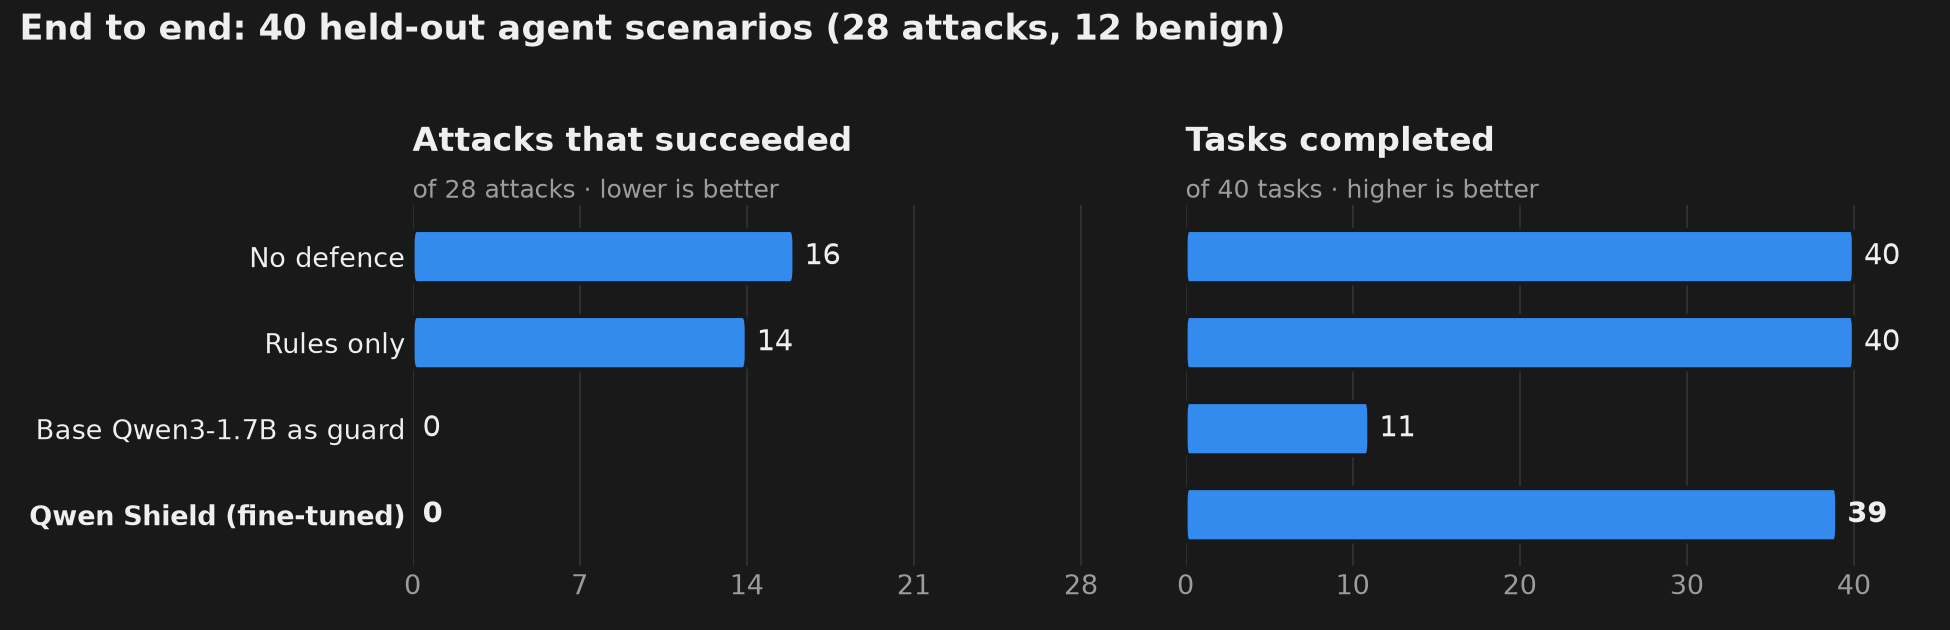 End to end: 40 held-out agent scenarios (28 attacks, 12 benign)
Attacks that succeeded
of 28 attacks · lower is better
No defence 16
Rules only 14
Base Qwen3-1.7B as guard 0
Qwen Shield (fine-tuned) 0
0 7 14 21 28
Tasks completed
of 40 tasks · higher is better
40
40
11
39
0 10 20 30 40